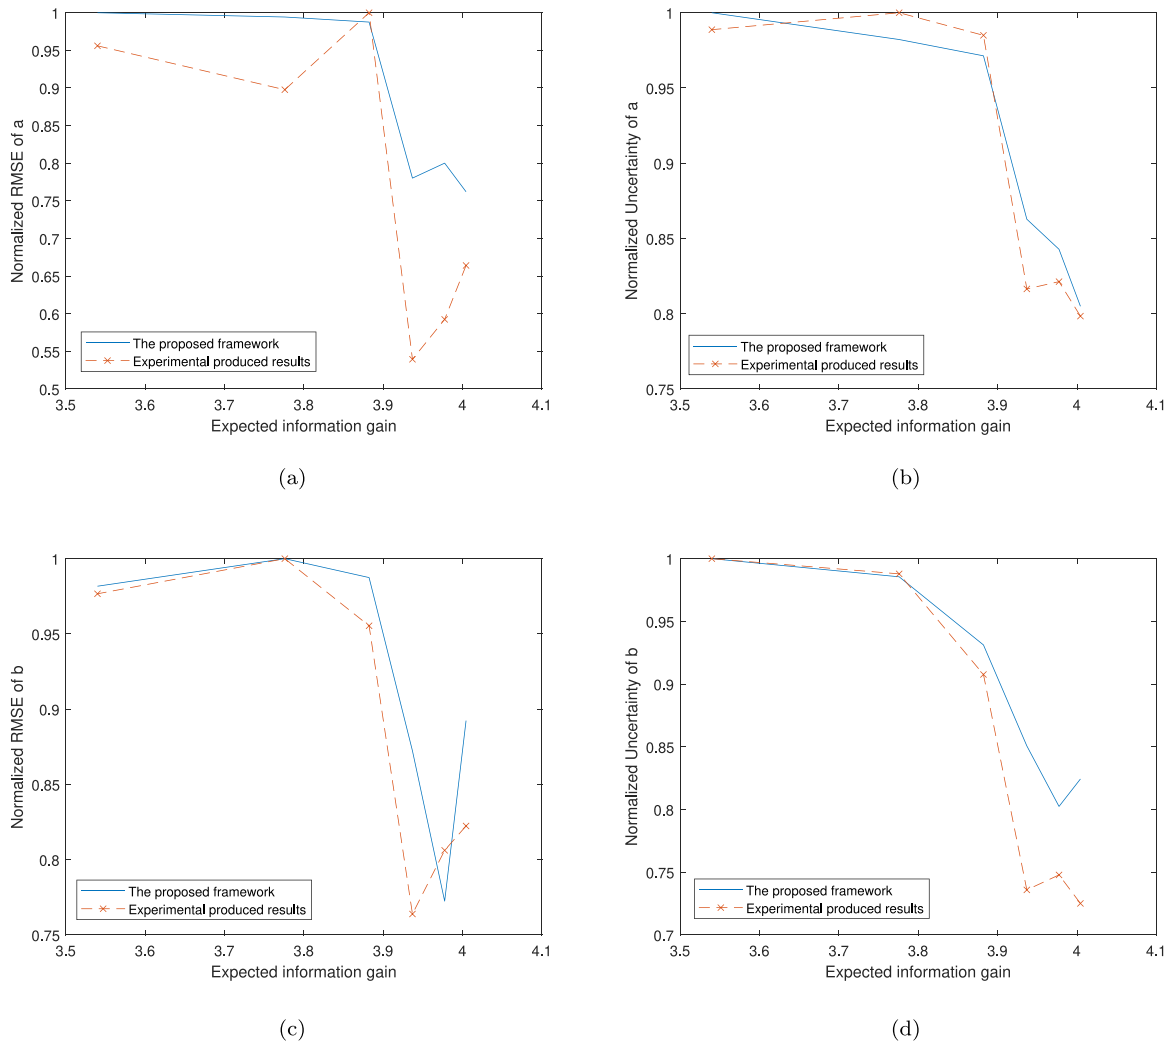 1
0.95
0.9
0.85
0.8
0.75
0.7
0.65
0.6
0.55
0.5
Normalized RMSE of a
The proposed framework
Experimental produced results
3.5 3.6 3.7 3.8 3.9 4 4.1
Expected information gain
(a)
1
0.95
0.9
0.85
0.8
0.75
Normalized Uncertainty of a
The proposed framework
Experimental produced results
3.5 3.6 3.7 3.8 3.9 4 4.1
Expected information gain
(b)
1
0.95
0.9
0.85
0.8
0.75
Normalized RMSE of b
The proposed framework
Experimental produced results
3.5 3.6 3.7 3.8 3.9 4 4.1
Expected information gain
(c)
1
0.95
0.9
0.85
0.8
0.75
0.7
Normalized Uncertainty of b
The proposed framework
Experimental produced results
3.5 3.6 3.7 3.8 3.9 4 4.1
Expected information gain
(d)